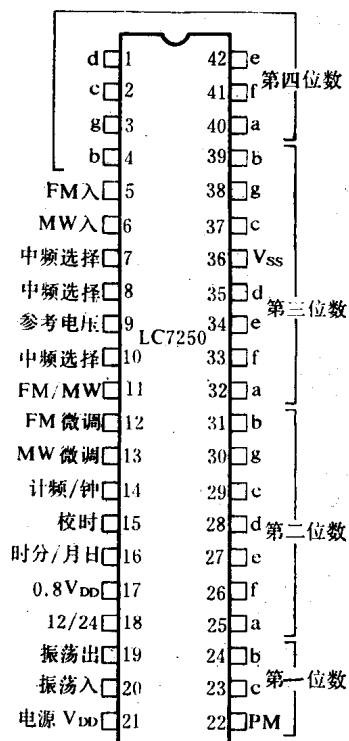 d 1 42 e
c 2 41 f 第四位数
g 3 40 a
b 4 39 b
FM入 5 38 g
MW入 6 37 c
中频选择 7 36 VSS
中频选择 8 35 d 第三位数
参考电压 9 34 e
LC7250
中频选择 10 33 f
FM/MW 11 32 a
FM微调 12 31 b
MW微调 13 30 g
计频/钟 14 29 c
校时 15 28 d 第二位数
时分/月日 16 27 e
0.8VDD 17 26 f
12/24 18 25 a
振荡出 19 24 b
振荡入 20 23 c 第一位数
电源 VDD 21 22 PM